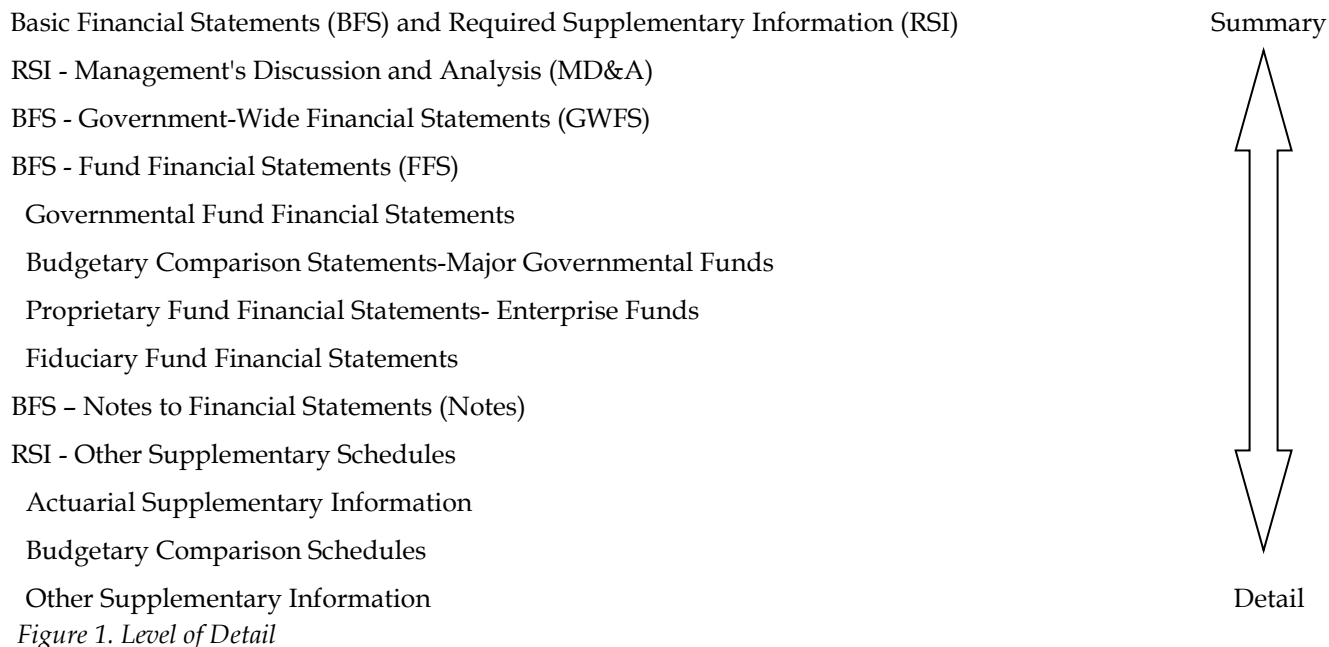 Basic Financial Statements (BFS) and Required Supplementary Information (RSI) Summary
RSI - Management's Discussion and Analysis (MD&A)
BFS - Government-Wide Financial Statements (GWFS)
BFS - Fund Financial Statements (FFS)
Governmental Fund Financial Statements
Budgetary Comparison Statements-Major Governmental Funds
Proprietary Fund Financial Statements- Enterprise Funds
Fiduciary Fund Financial Statements
BFS – Notes to Financial Statements (Notes)
RSI - Other Supplementary Schedules
Actuarial Supplementary Information
Budgetary Comparison Schedules
Other Supplementary Information Detail
Figure 1. Level of Detail